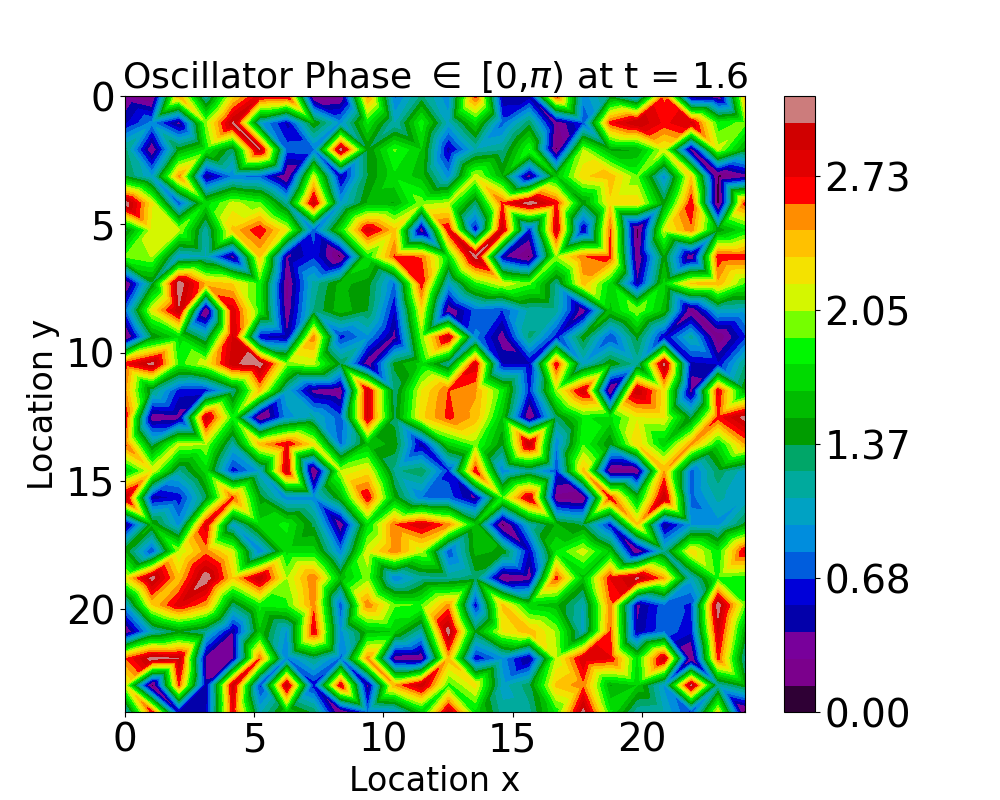 Oscillator Phase ∈ [0,π) at t = 1.6
Location y
0
5
10
15
20
0 5 10 15 20
Location x
2.73
2.05
1.37
0.68
0.00